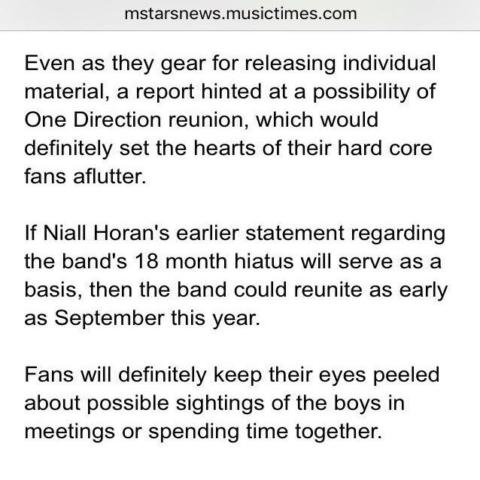 mstarsnews.musictimes.com
Even as they gear for releasing individual
material, a report hinted at a possibility of
One Direction reunion, which would
definitely set the hearts of their hard core
fans aflutter.
If Niall Horan's earlier statement regarding
the band's 18 month hiatus will serve as a
basis, then the band could reunite as early
as September this year.
Fans will definitely keep their eyes peeled
about possible sightings of the boys in
meetings or spending time together.